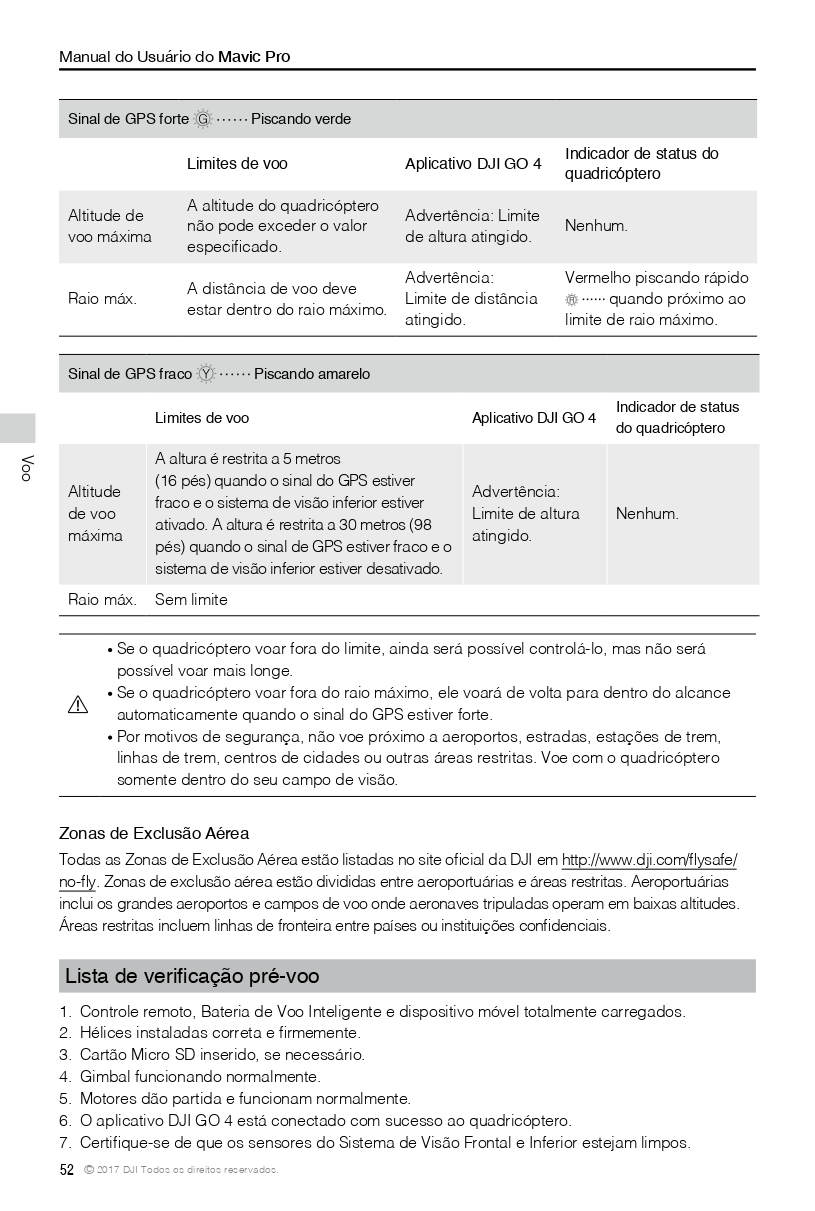 Manual do Usuário do Mavic Pro
Sinal de GPS forte G ······ Piscando verde
Limites de voo
Aplicativo DJI GO 4
Indicador de status do
quadricóptero
Altitude de
voo máxima
A altitude do quadricóptero
não pode exceder o valor
especificado.
Advertência: Limite
de altura atingido.
Nenhum.
Raio máx.
A distância de voo deve
estar dentro do raio máximo.
Advertência:
Limite de distância
atingido.
Vermelho piscando rápido
R ······ quando próximo ao
limite de raio máximo.
Sinal de GPS fraco Y ······ Piscando amarelo
Limites de voo
Aplicativo DJI GO 4
Indicador de status
do quadricóptero
Altitude
de voo
máxima
A altura é restrita a 5 metros
(16 pés) quando o sinal do GPS estiver
fraco e o sistema de visão inferior estiver
ativado. A altura é restrita a 30 metros (98
pés) quando o sinal de GPS estiver fraco e o
sistema de visão inferior estiver desativado.
Advertência:
Limite de altura
atingido.
Nenhum.
Raio máx.
Sem limite
• Se o quadricóptero voar fora do limite, ainda será possível controlá-lo, mas não será
possível voar mais longe.
• Se o quadricóptero voar fora do raio máximo, ele voará de volta para dentro do alcance
automaticamente quando o sinal do GPS estiver forte.
• Por motivos de segurança, não voe próximo a aeroportos, estradas, estações de trem,
linhas de trem, centros de cidades ou outras áreas restritas. Voe com o quadricóptero
somente dentro do seu campo de visão.
Voo
Zonas de Exclusão Aérea
Todas as Zonas de Exclusão Aérea estão listadas no site oficial da DJI em http://www.dji.com/flysafe/
no-fly. Zonas de exclusão aérea estão divididas entre aeroportuárias e áreas restritas. Aeroportuárias
inclui os grandes aeroportos e campos de voo onde aeronaves tripuladas operam em baixas altitudes.
Áreas restritas incluem linhas de fronteira entre países ou instituições confidenciais.
Lista de verificação pré-voo
1. Controle remoto, Bateria de Voo Inteligente e dispositivo móvel totalmente carregados.
2. Hélices instaladas correta e firmemente.
3. Cartão Micro SD inserido, se necessário.
4. Gimbal funcionando normalmente.
5. Motores dão partida e funcionam normalmente.
6. O aplicativo DJI GO 4 está conectado com sucesso ao quadricóptero.
7. Certifique-se de que os sensores do Sistema de Visão Frontal e Inferior estejam limpos.
52 © 2017 DJI Todos os direitos reservados.